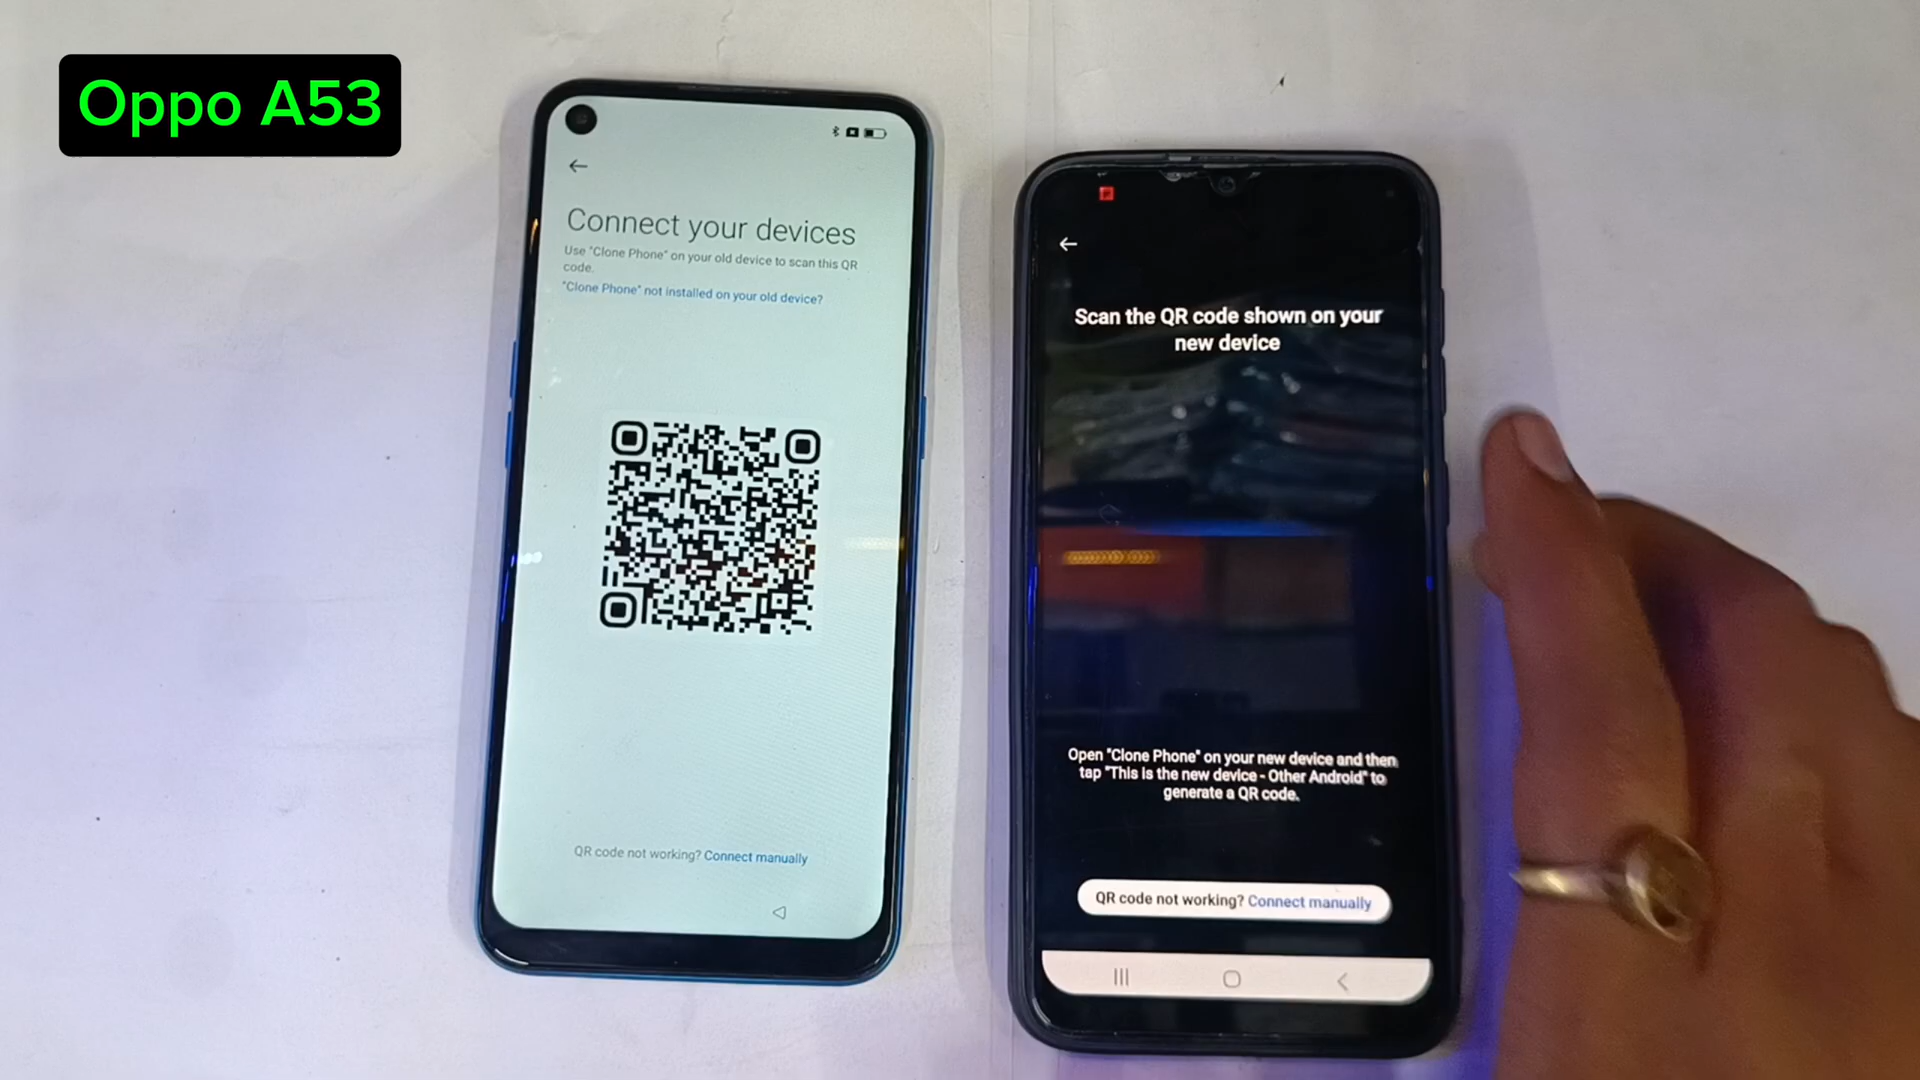 Oppo A53
Connect your devices
Use "Clone Phone" on your old device to scan this QR
code.
"Clone Phone" not installed on your old device?
QR code not working? Connect manually
Scan the QR code shown on your
new device
Open "Clone Phone" on your new device and then
tap "This is the new device - Other Android" to
generate a QR code.
QR code not working? Connect manually